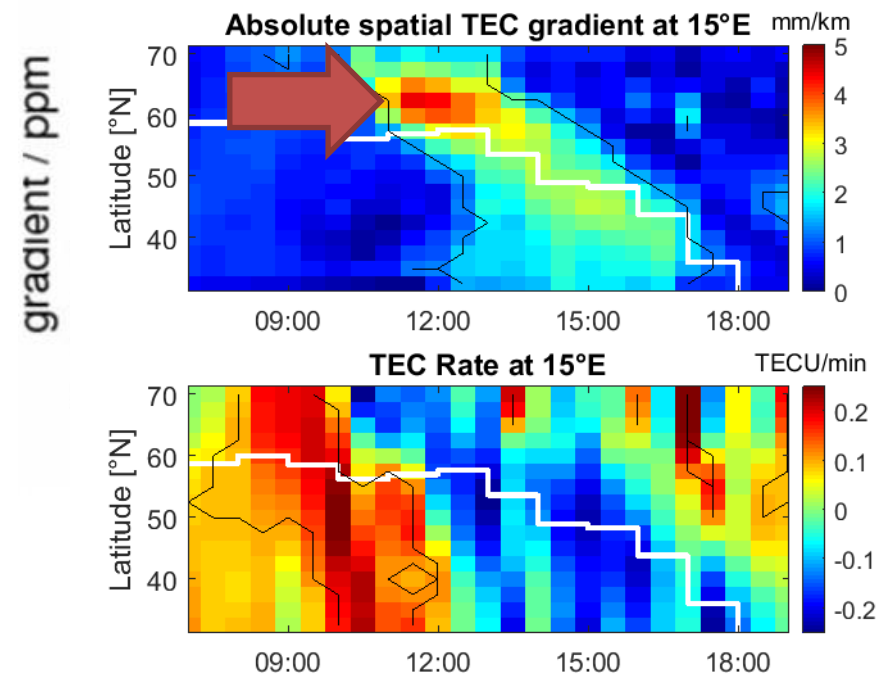 gradient / ppm
Absolute spatial TEC gradient at 15°E
mm/km
Latitude [°N]
70
60
50
40
5
4
3
2
1
0
09:00 12:00 15:00 18:00
TEC Rate at 15°E
TECU/min
Latitude [°N]
70
60
50
40
0.2
0.1
0
-0.1
-0.2
09:00 12:00 15:00 18:00